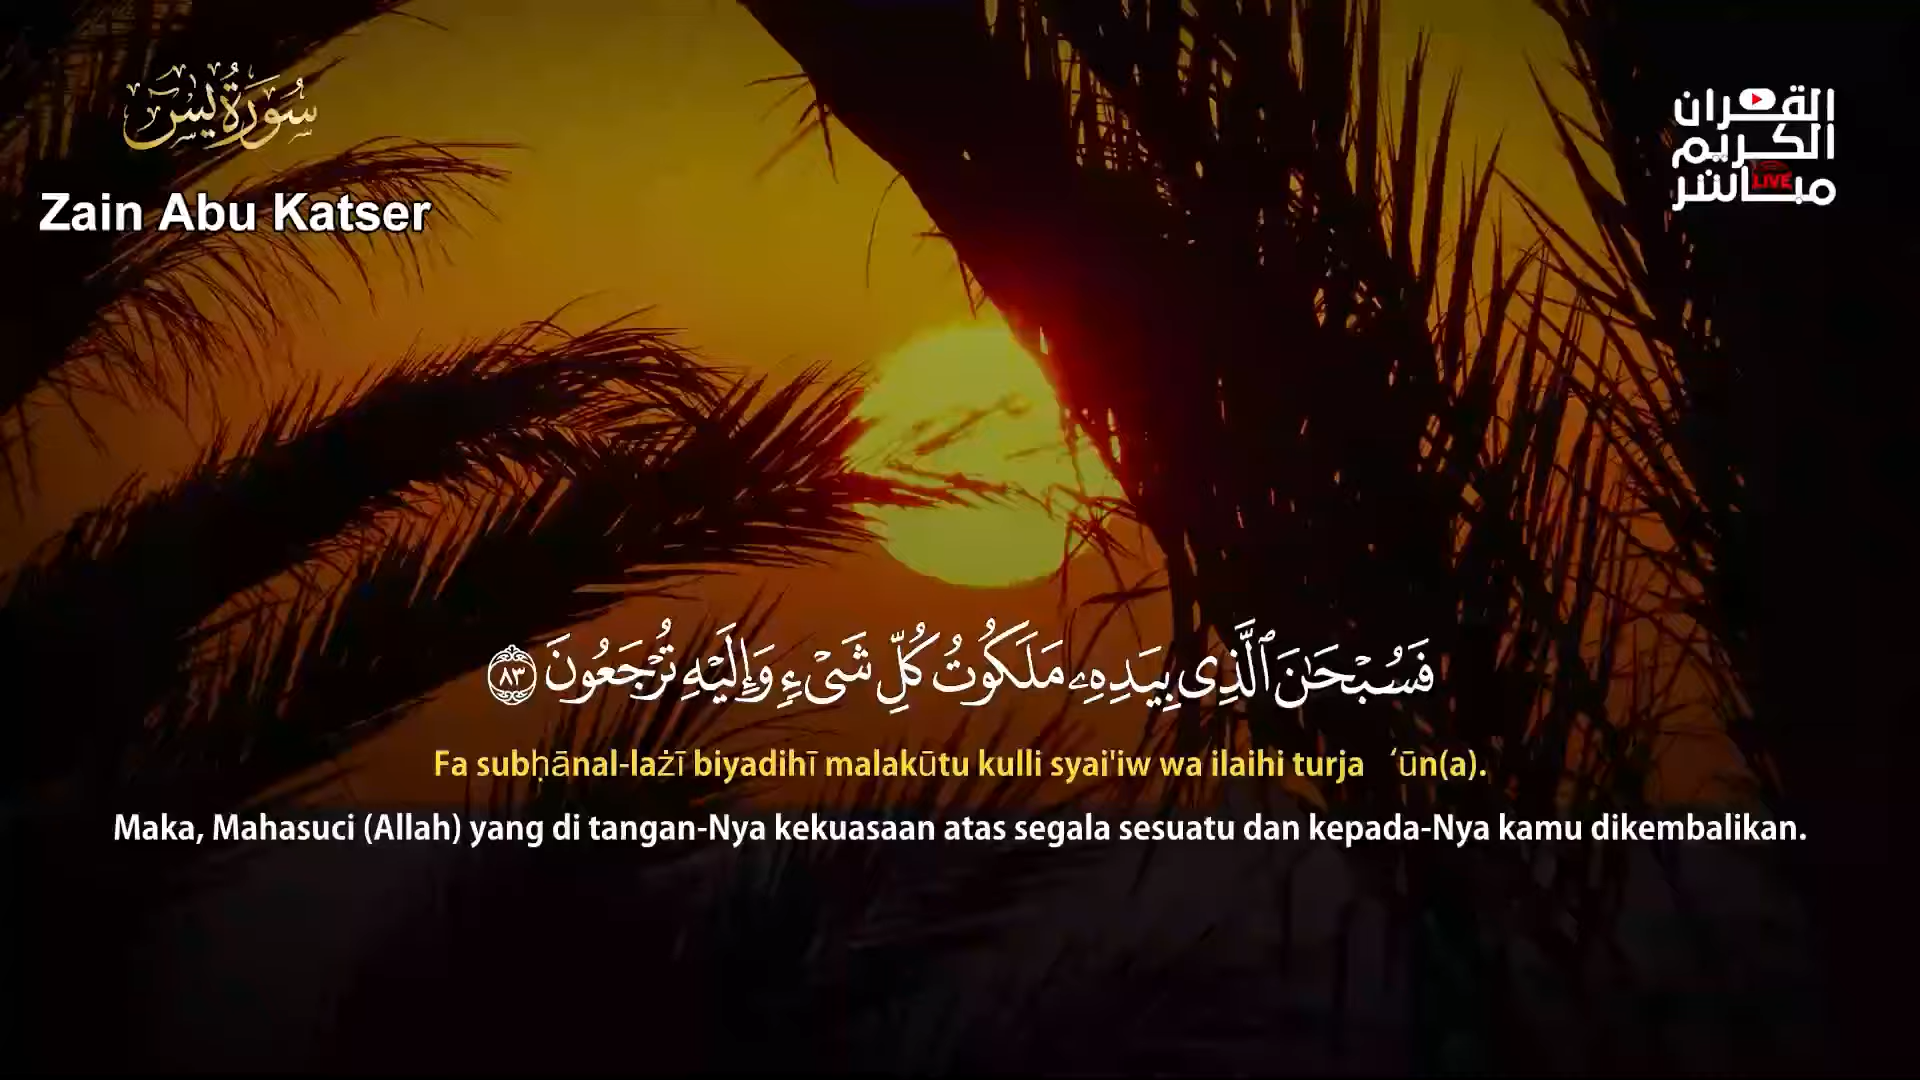 سُورَةُ يسٓ
Zain Abu Katser
القران
الكريم
مباشر
LIVE
فَسُبْحَـٰنَ ٱلَّذِى بِيَدِهِۦ مَلَكُوتُ كُلِّ شَىْءٍ وَإِلَيْهِ تُرْجَعُونَ ٨٣
Fa subḥānal-lażī biyadihī malakūtu kulli syai'iw wa ilaihi turja ‘ūn(a).
Maka, Mahasuci (Allah) yang di tangan-Nya kekuasaan atas segala sesuatu dan kepada-Nya kamu dikembalikan.